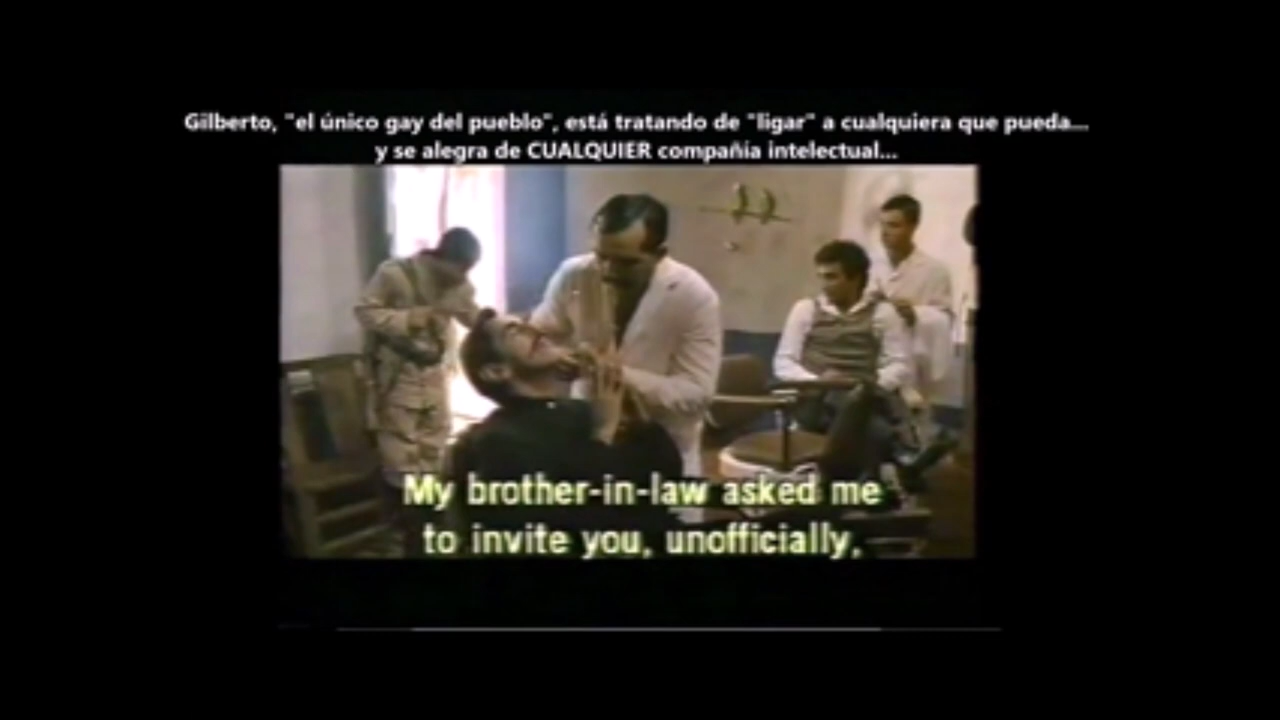 Gilberto, "el único gay del pueblo", está tratando de "ligar" a cualquiera que pueda...
y se alegra de CUALQUIER compañía intelectual...
My brother-in-law asked me
to invite you, unofficially,